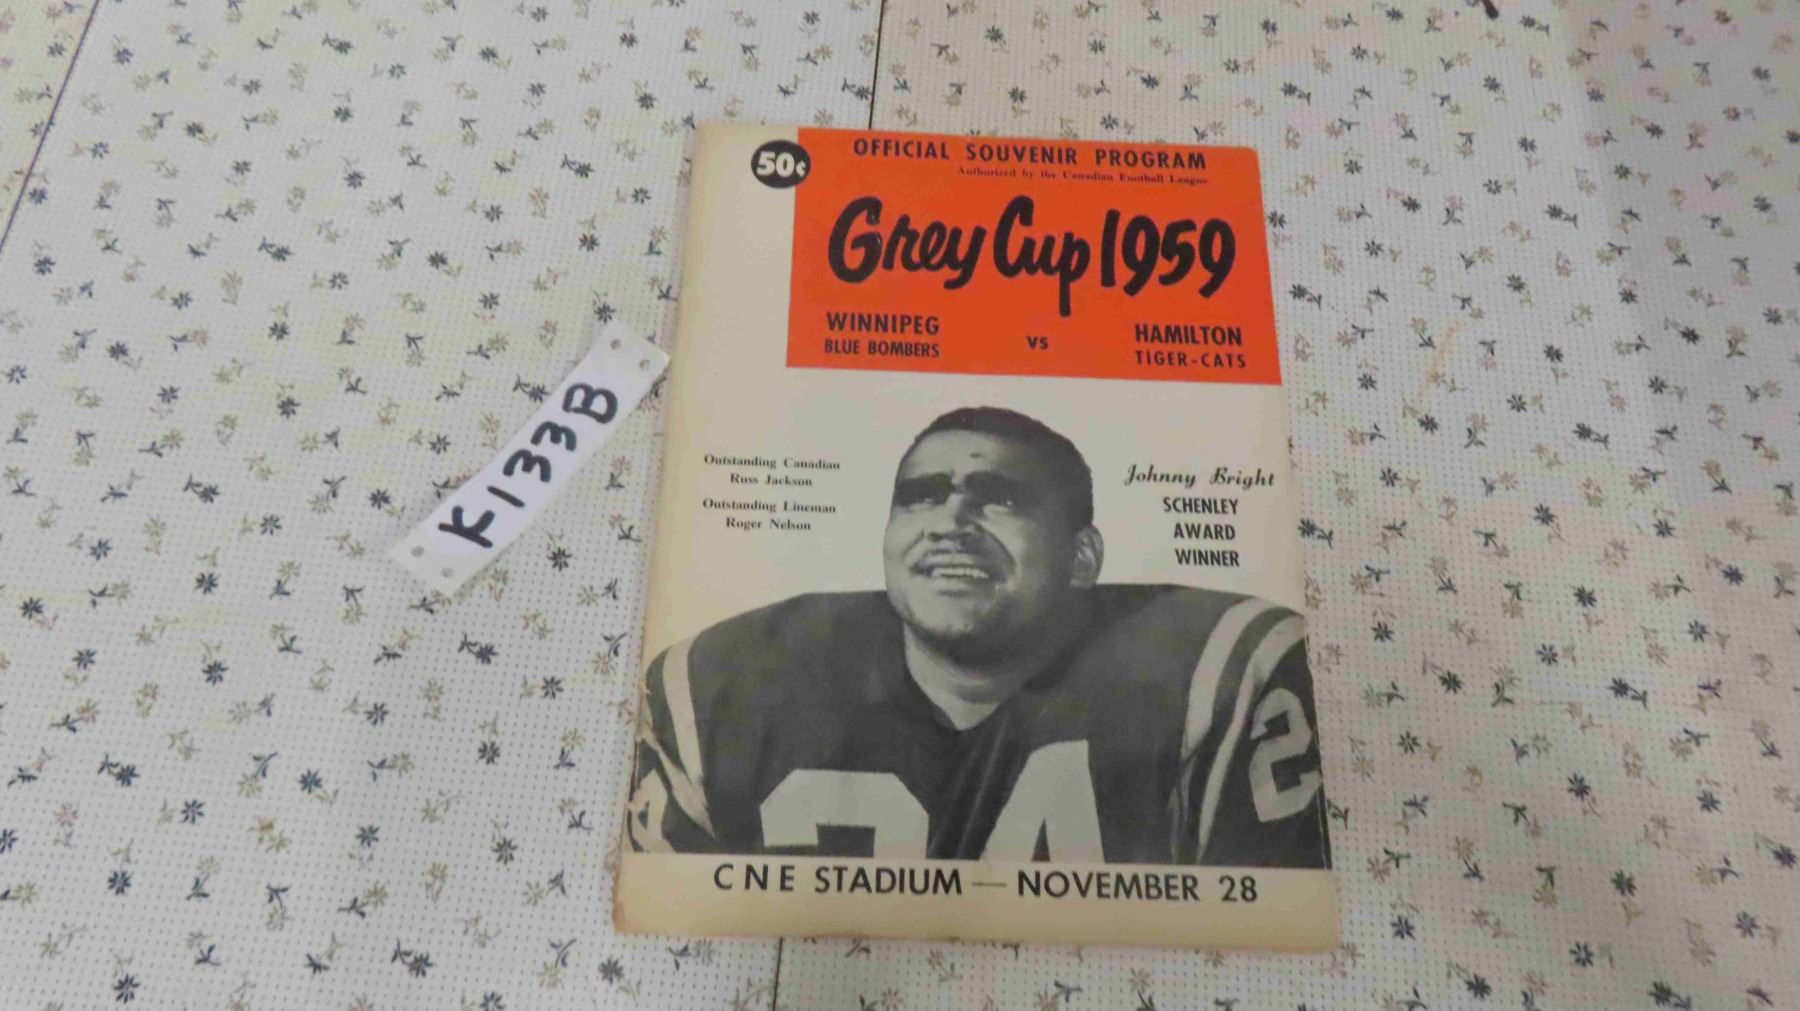 50¢
OFFICIAL SOUVENIR PROGRAM
Authorized by the Canadian Football League
Grey Cup 1959
WINNIPEG
BLUE BOMBERS
vs
HAMILTON
TIGER-CATS
K133B
Outstanding Canadian
Russ Jackson
Outstanding Lineman
Roger Nelson
Johnny Bright
SCHENLEY
AWARD
WINNER
24
2
CNE STADIUM — NOVEMBER 28